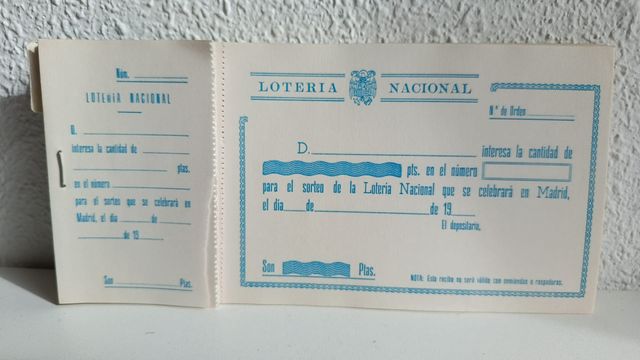 Núm.
LOTERIA NACIONAL
D.
interesa la cantidad de
ptas.
en el número
para el sorteo que se celebrará en
Madrid, el día de
de 19
Son Ptas.
LOTERIA NACIONAL
N.º de Orden
D. interesa la cantidad de
pts. en el número
para el sorteo de la Lotería Nacional que se celebrará en Madrid,
el día de de 19
El depositario,
Son Ptas.
NOTA: Este recibo no será válido con enmiendas o raspaduras.